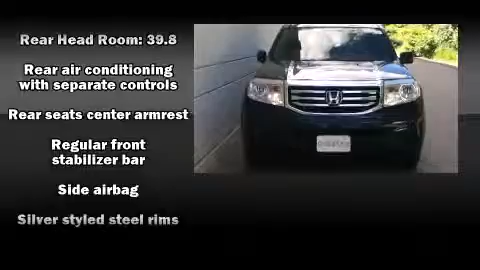 Rear Head Room: 39.8
Rear air conditioning
with separate controls
Rear seats center armrest
Regular front
stabilizer bar
Side airbag
Silver styled steel rims